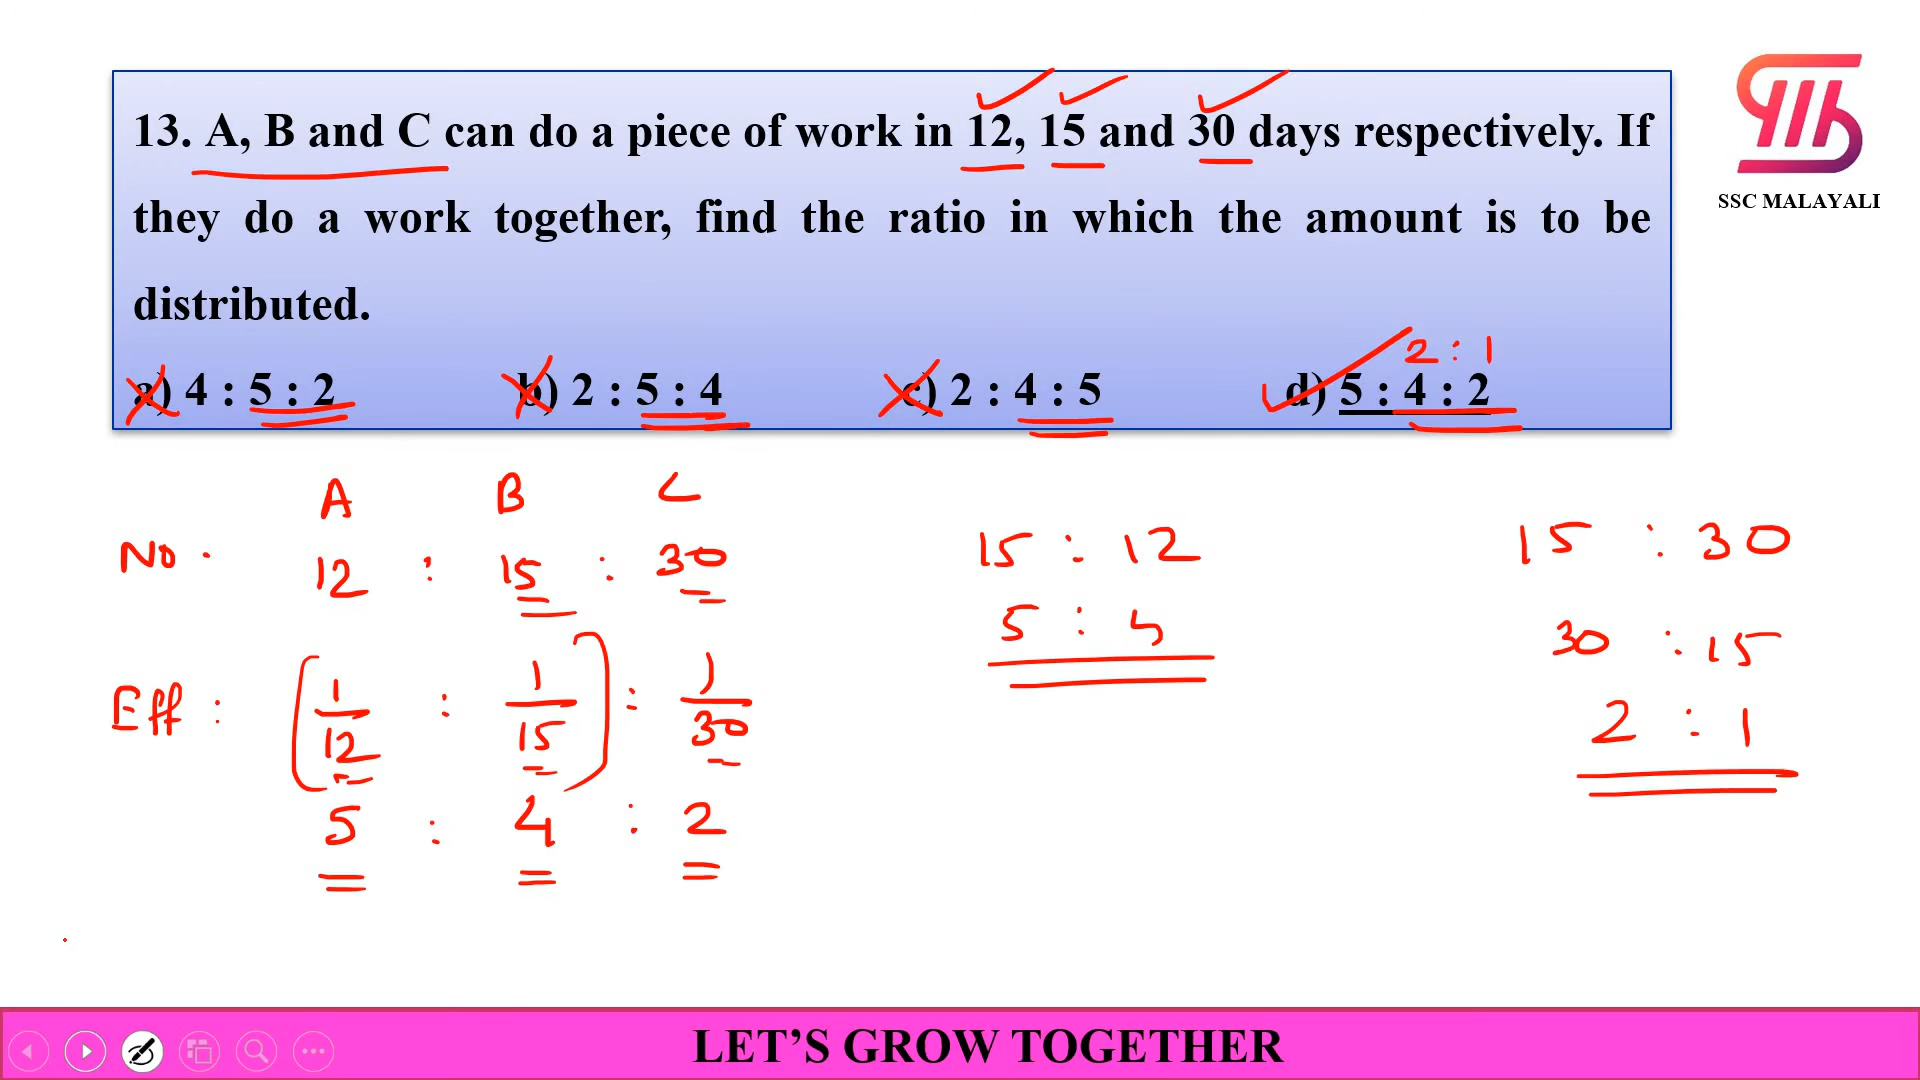 13. A, B and C can do a piece of work in 12, 15 and 30 days respectively. If
they do a work together, find the ratio in which the amount is to be
distributed.
2 : 1
a) 4 : 5 : 2 b) 2 : 5 : 4 c) 2 : 4 : 5 d) 5 : 4 : 2
SSC MALAYALI
A B C
No. 12 : 15 : 30
Eff : 1/12 : 1/15 : 1/30
5 : 4 : 2
15 : 12
5 : 4
15 : 30
30 : 15
2 : 1
LET’S GROW TOGETHER